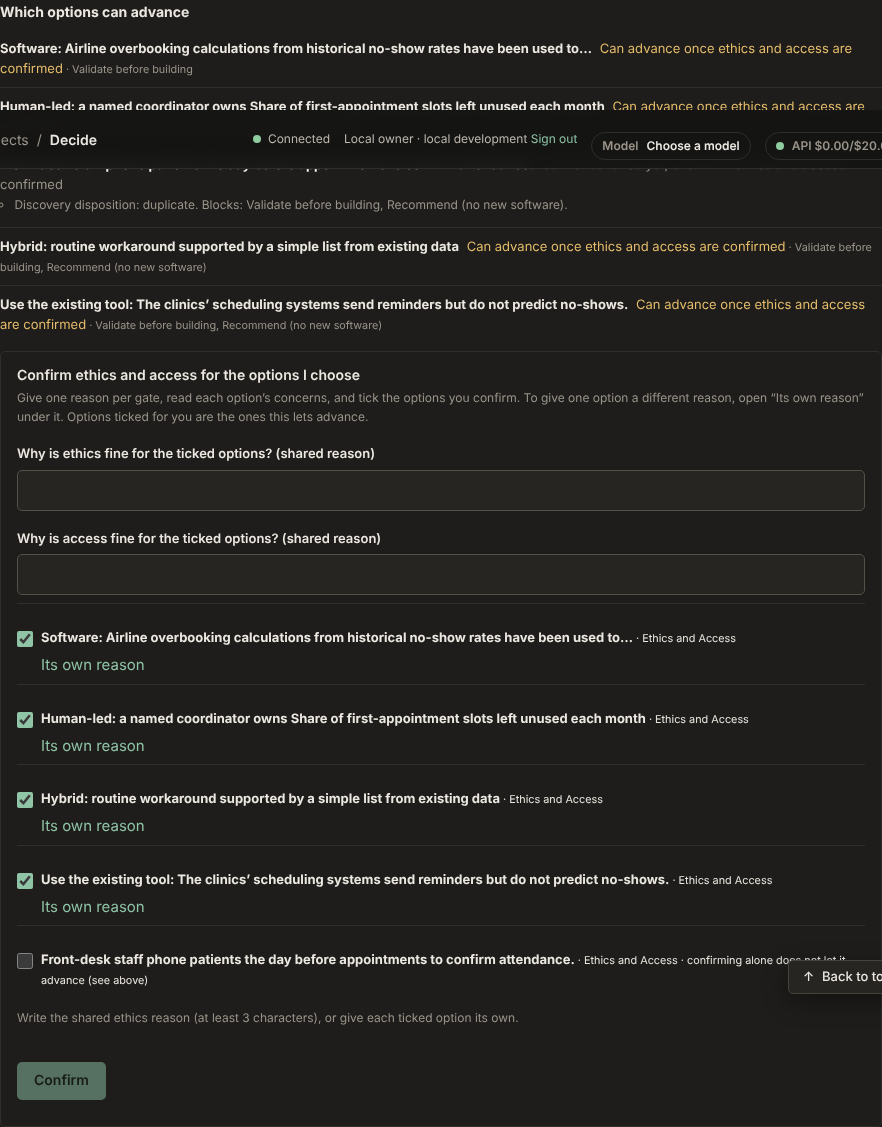 Which options can advance
Software: Airline overbooking calculations from historical no-show rates have been used to… Can advance once ethics and access are
confirmed · Validate before building
Human-led: a named coordinator owns Share of first-appointment slots left unused each month Can advance once ethics and access are
ects / Decide
Connected
Local owner · local development Sign out
Model Choose a model
API $0.00/$20.0
confirmed
Discovery disposition: duplicate. Blocks: Validate before building, Recommend (no new software).
Hybrid: routine workaround supported by a simple list from existing data Can advance once ethics and access are confirmed · Validate before
building, Recommend (no new software)
Use the existing tool: The clinics’ scheduling systems send reminders but do not predict no-shows. Can advance once ethics and access
are confirmed · Validate before building, Recommend (no new software)
Confirm ethics and access for the options I choose
Give one reason per gate, read each option’s concerns, and tick the options you confirm. To give one option a different reason, open “Its own reason”
under it. Options ticked for you are the ones this lets advance.
Why is ethics fine for the ticked options? (shared reason)
Why is access fine for the ticked options? (shared reason)
Software: Airline overbooking calculations from historical no-show rates have been used to… · Ethics and Access
Its own reason
Human-led: a named coordinator owns Share of first-appointment slots left unused each month · Ethics and Access
Its own reason
Hybrid: routine workaround supported by a simple list from existing data · Ethics and Access
Its own reason
Use the existing tool: The clinics’ scheduling systems send reminders but do not predict no-shows. · Ethics and Access
Its own reason
Front-desk staff phone patients the day before appointments to confirm attendance. · Ethics and Access · confirming alone does not let it
advance (see above)
↑ Back to to
Write the shared ethics reason (at least 3 characters), or give each ticked option its own.
Confirm